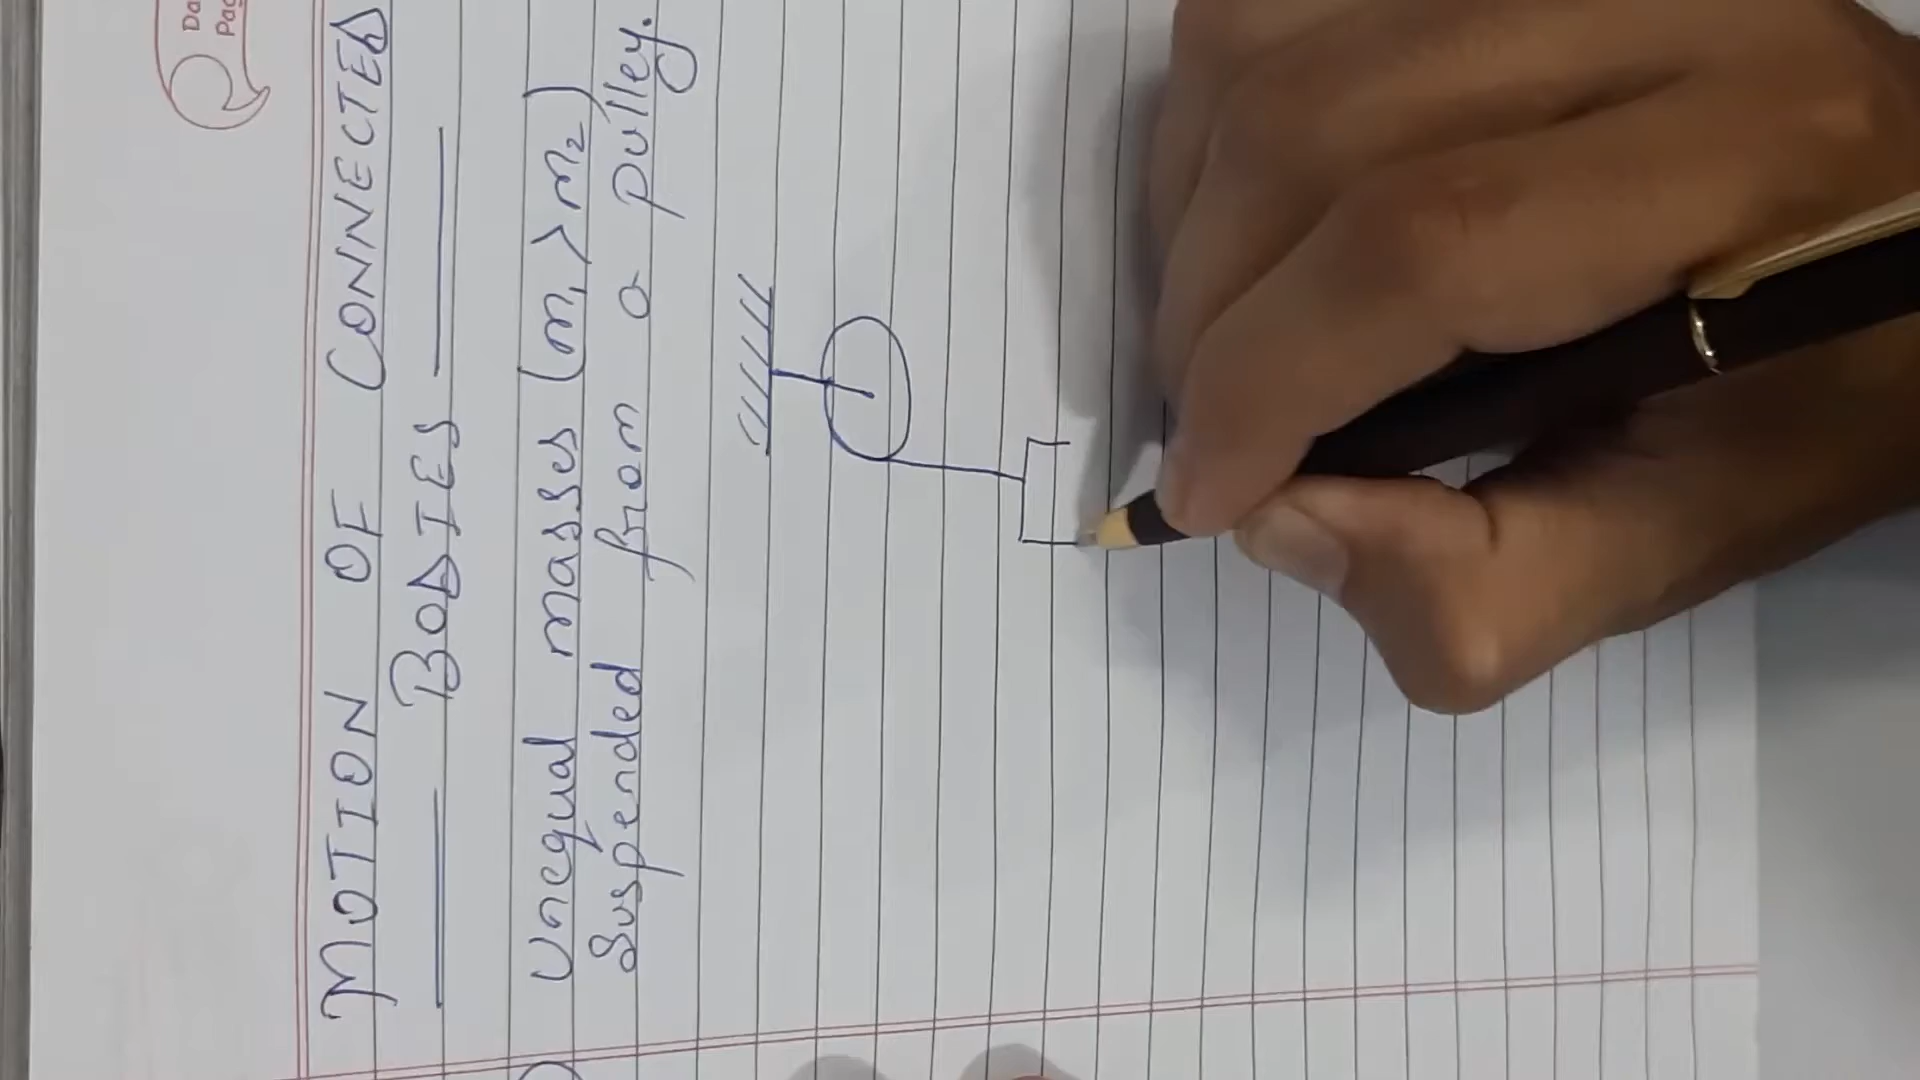 MOTION OF CONNECTED
BODIES
Unequal masses (m₁ > m₂)
Suspended from a pulley.